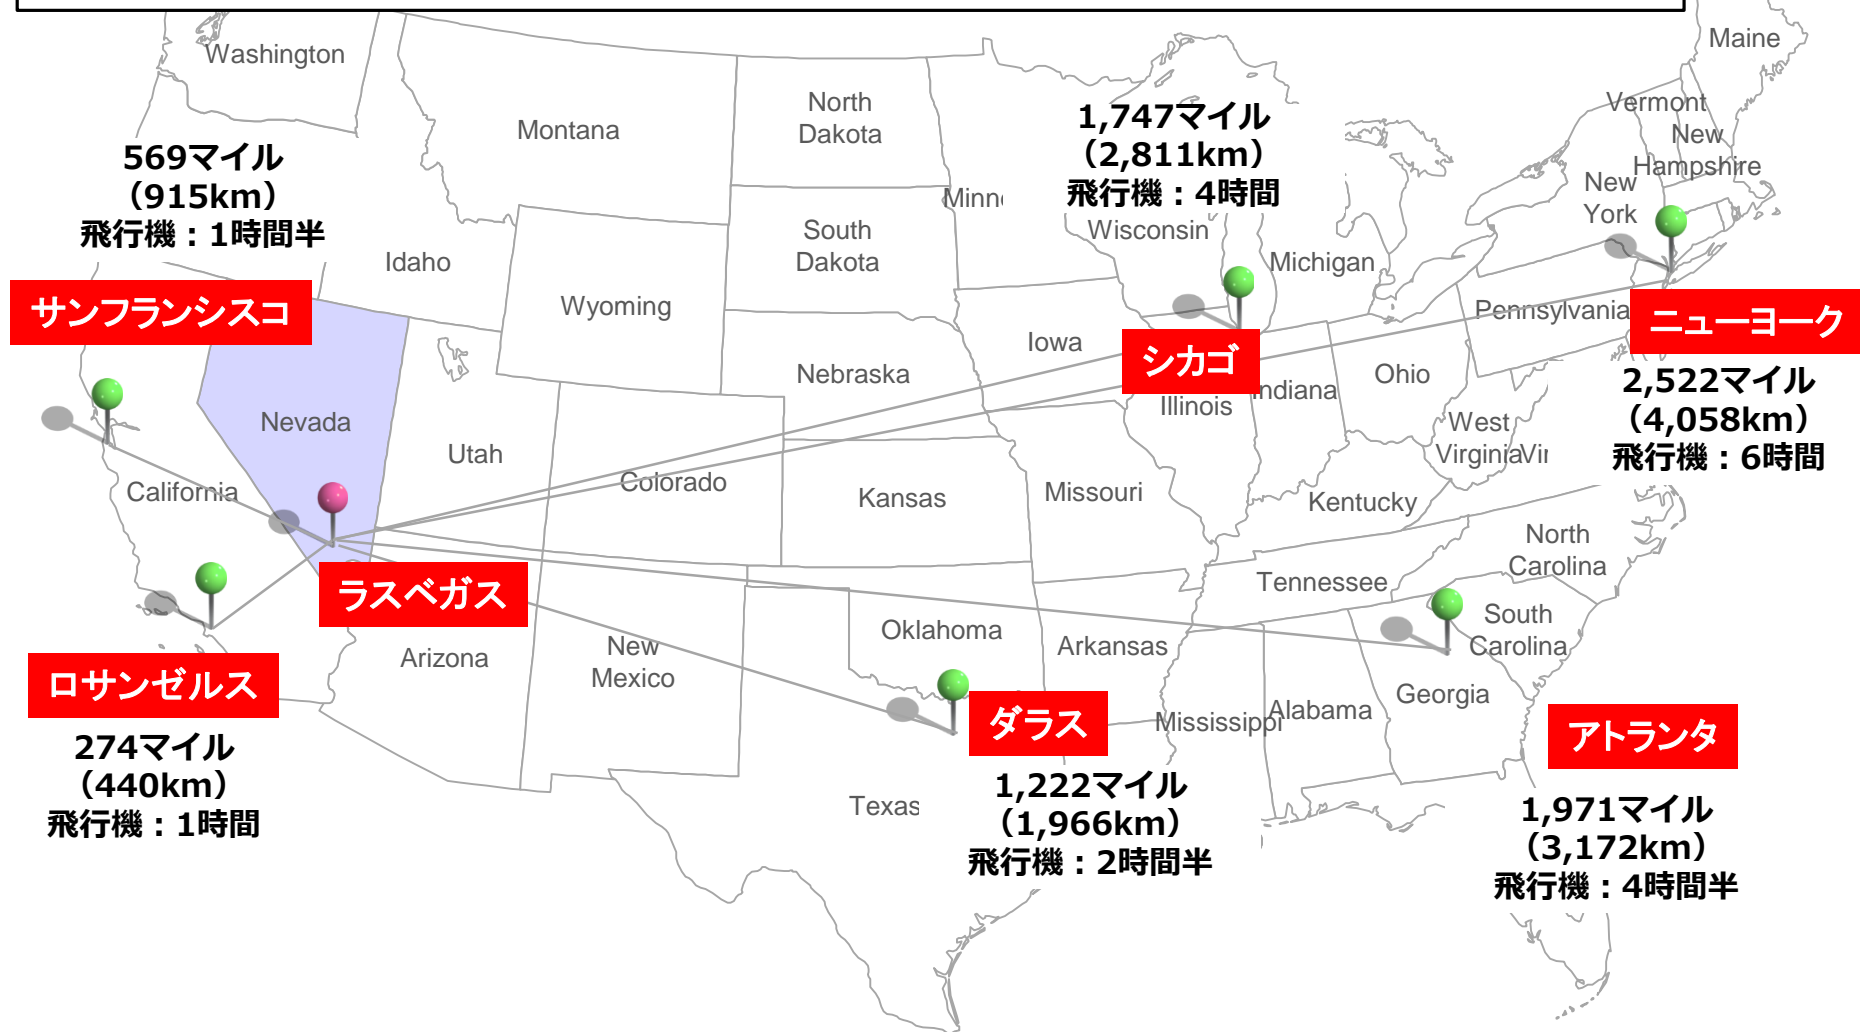 Washington
Montana
North
Dakota
Minn
1,747マイル
（2,811km）
飛行機：4時間
Maine
Vermont
New
Hampshire
New
York
569マイル
（915km）
飛行機：1時間半
Idaho
South
Dakota
Wisconsin
Michigan
Wyoming
サンフランシスコ
Iowa
Pennsylvania
ニューヨーク
シカゴ
Nebraska
Ohio
Indiana
Illinois
2,522マイル
（4,058km）
飛行機：6時間
Nevada
Utah
West
Virginia
Vir
California
Colorado
Kansas
Missouri
Kentucky
North
Carolina
Tennessee
ラスベガス
Oklahoma
Arkansas
South
Carolina
Arizona
New
Mexico
ロサンゼルス
274マイル
（440km）
飛行機：1時間
ダラス
1,222マイル
（1,966km）
飛行機：2時間半
Mississippi
Alabama
Georgia
アトランタ
1,971マイル
（3,172km）
飛行機：4時間半
Texas